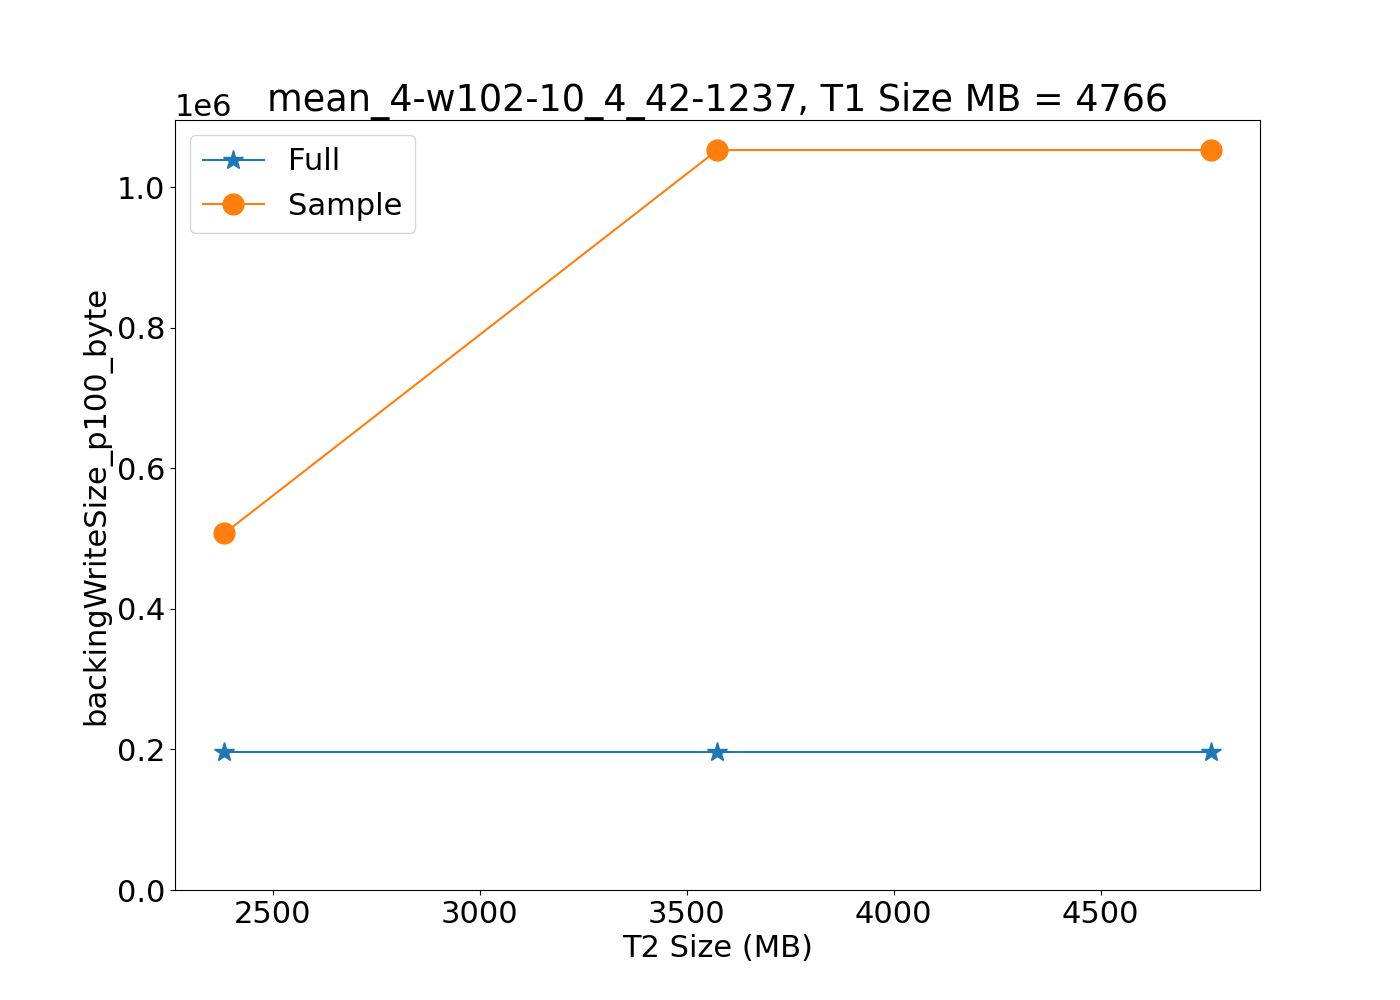 mean_4-w102-10_4_42-1237, T1 Size MB = 4766
1e6
Full
Sample
1.0
0.8
0.6
0.4
0.2
0.0
backingWriteSize_p100_byte
2500 3000 3500 4000 4500
T2 Size (MB)